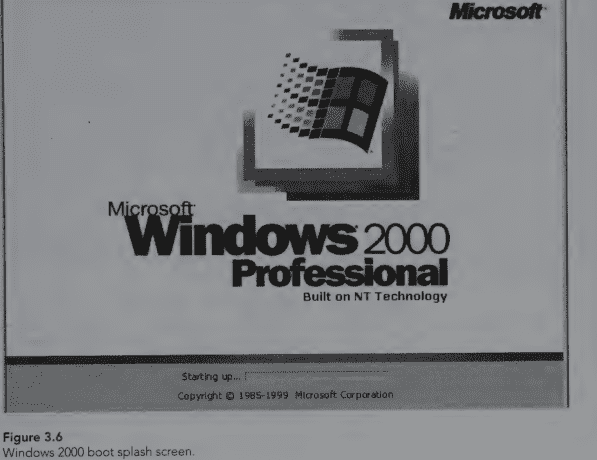 Microsoft
Microsoft
Windows 2000
Professional
Built on NT Technology
Starting up...
Copyright © 1985-1999 Microsoft Corporation
Figure 3.6
Windows 2000 boot splash screen.